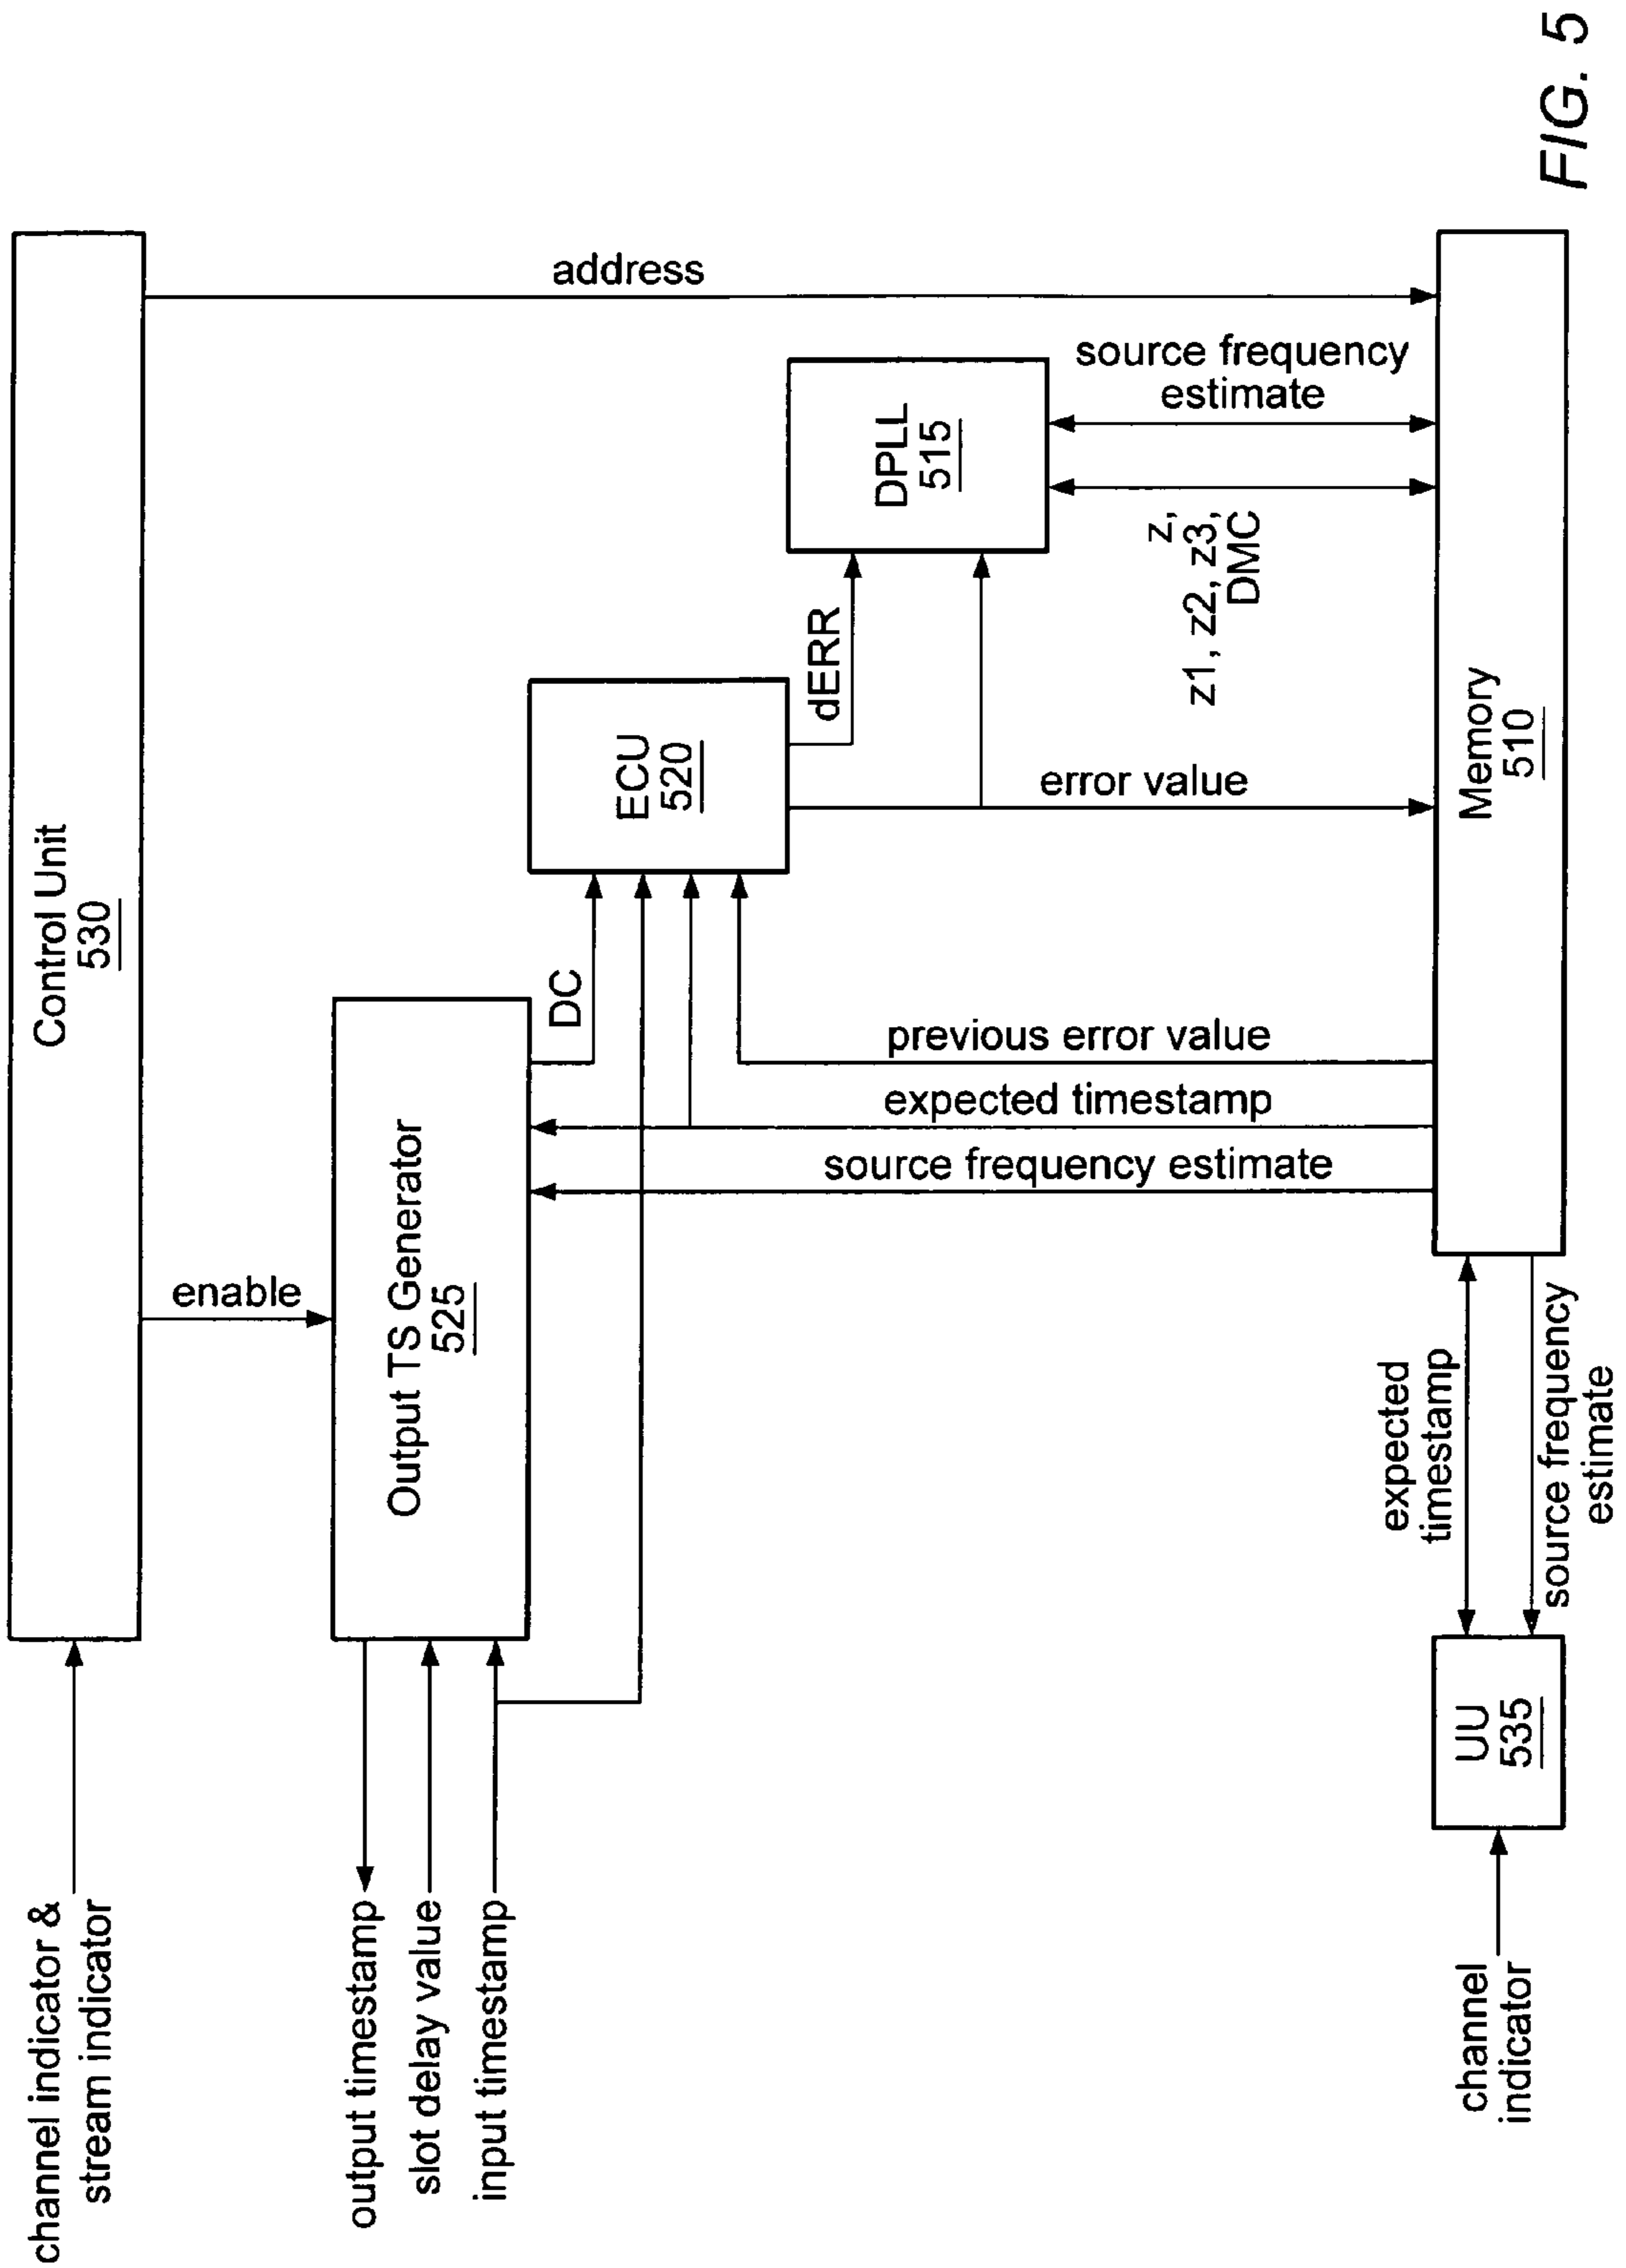 channel indicator &
stream indicator
Control Unit
530
enable
address
output timestamp
slot delay value
input timestamp
Output TS Generator
525
DC
ECU
520
dERR
DPLL
515
source frequency
estimate
z,
z1, z2, z3,
DMC
error value
previous error value
expected timestamp
source frequency estimate
Memory
510
expected
timestamp
source frequency
estimate
UU
535
channel
indicator
FIG. 5